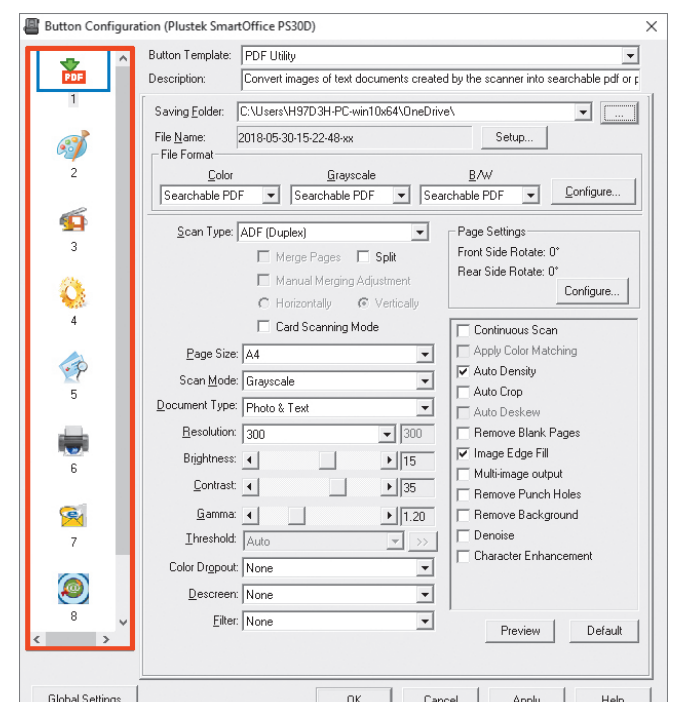 Button Configuration (Plustek SmartOffice PS30D)
PDF
1
2
3
4
5
6
7
8
Button Template: PDF Utility
Description: Convert images of text documents created by the scanner into searchable pdf or p
Saving Folder: C:\Users\H97D3H-PC-win10x64\OneDrive\ ...
File Name: 2018-05-30-15-22-48-xx Setup...
File Format
Color Grayscale B/W
Searchable PDF Searchable PDF Searchable PDF Configure...
Scan Type: ADF (Duplex)
Merge Pages Split
Manual Merging Adjustment
Horizontally Vertically
Card Scanning Mode
Page Size: A4
Scan Mode: Grayscale
Document Type: Photo & Text
Resolution: 300 300
Brightness: 15
Contrast: 35
Gamma: 1.20
Threshold: Auto >>
Color Dropout: None
Descreen: None
Filter: None
Page Settings
Front Side Rotate: 0°
Rear Side Rotate: 0°
Configure...
Continuous Scan
Apply Color Matching
Auto Density
Auto Crop
Auto Deskew
Remove Blank Pages
Image Edge Fill
Multi-image output
Remove Punch Holes
Remove Background
Denoise
Character Enhancement
Preview Default
Global Settings OK Cancel Apply Help